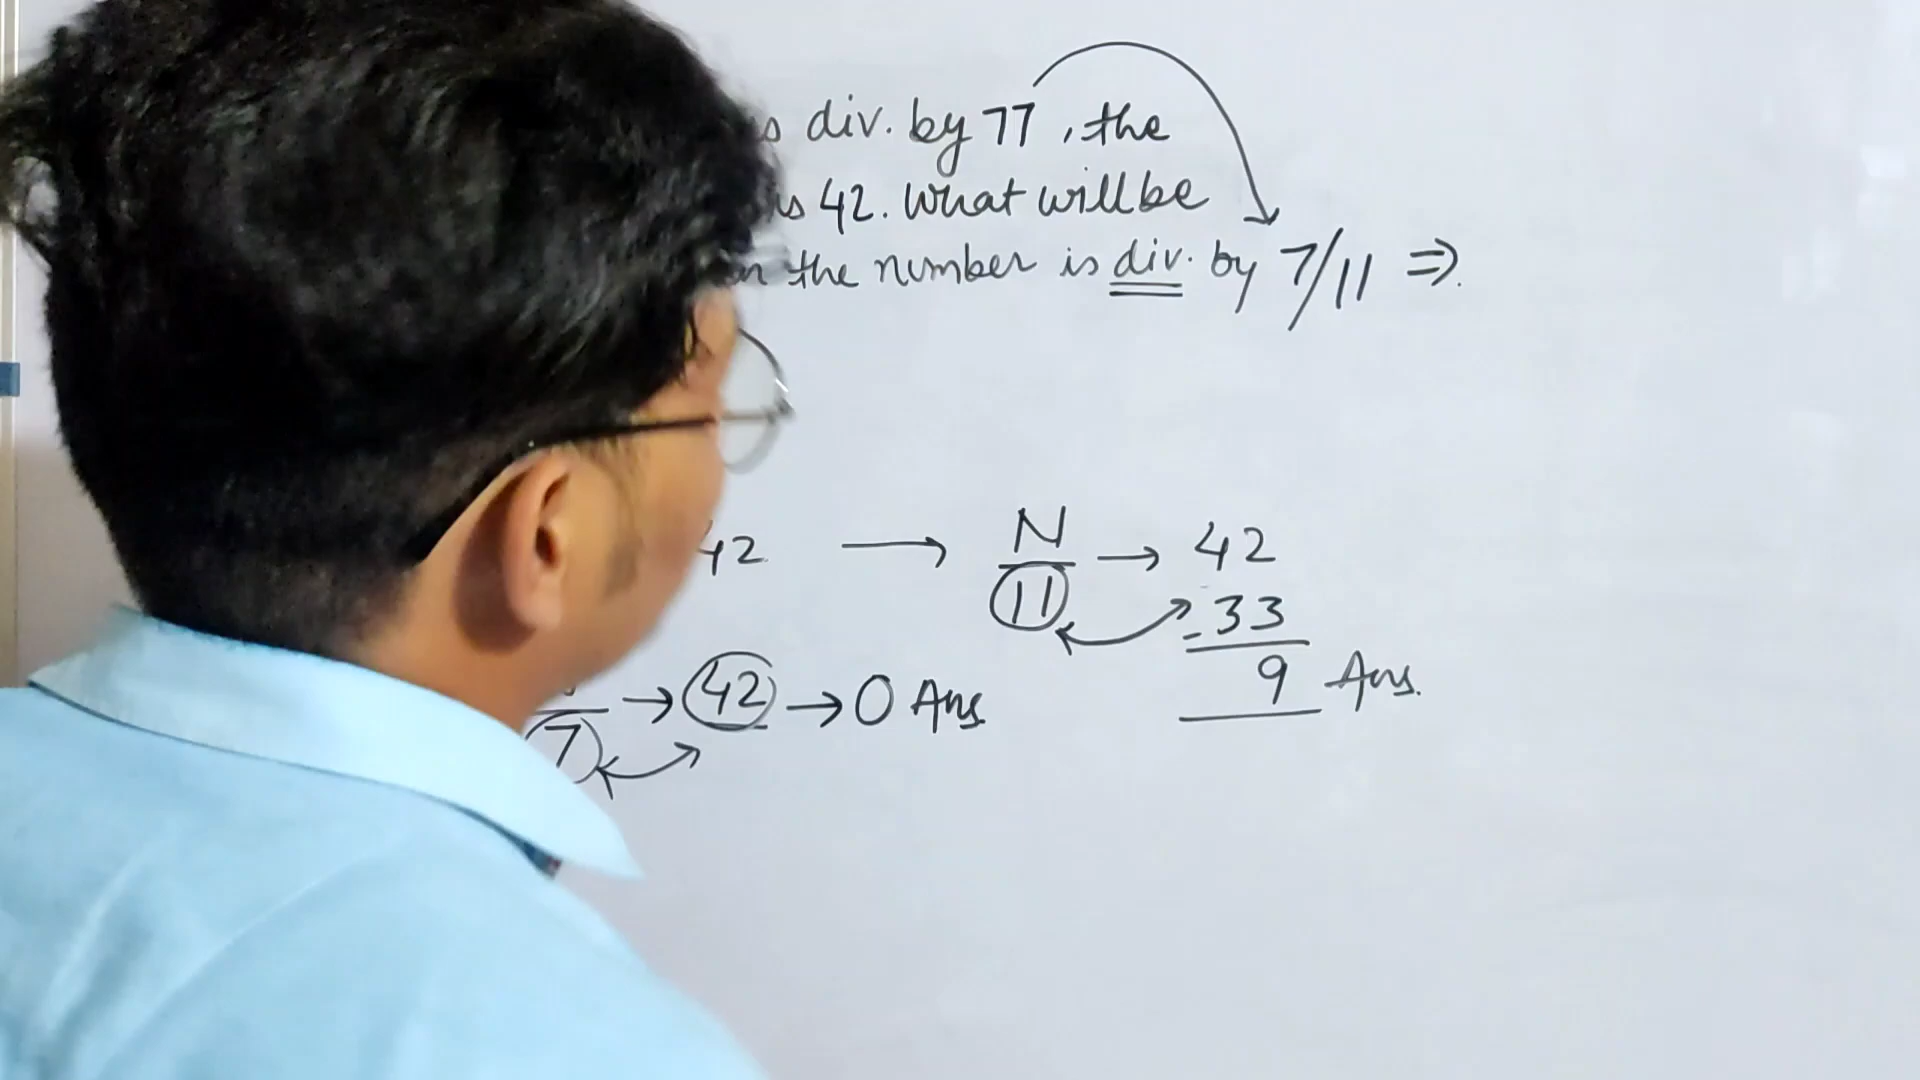 div. by 77, the
is 42. What will be
the number is div. by 7/11 ⇒
42 → N/11 → 42
- 33
9 Ans.
7 → 42 → 0 Ans